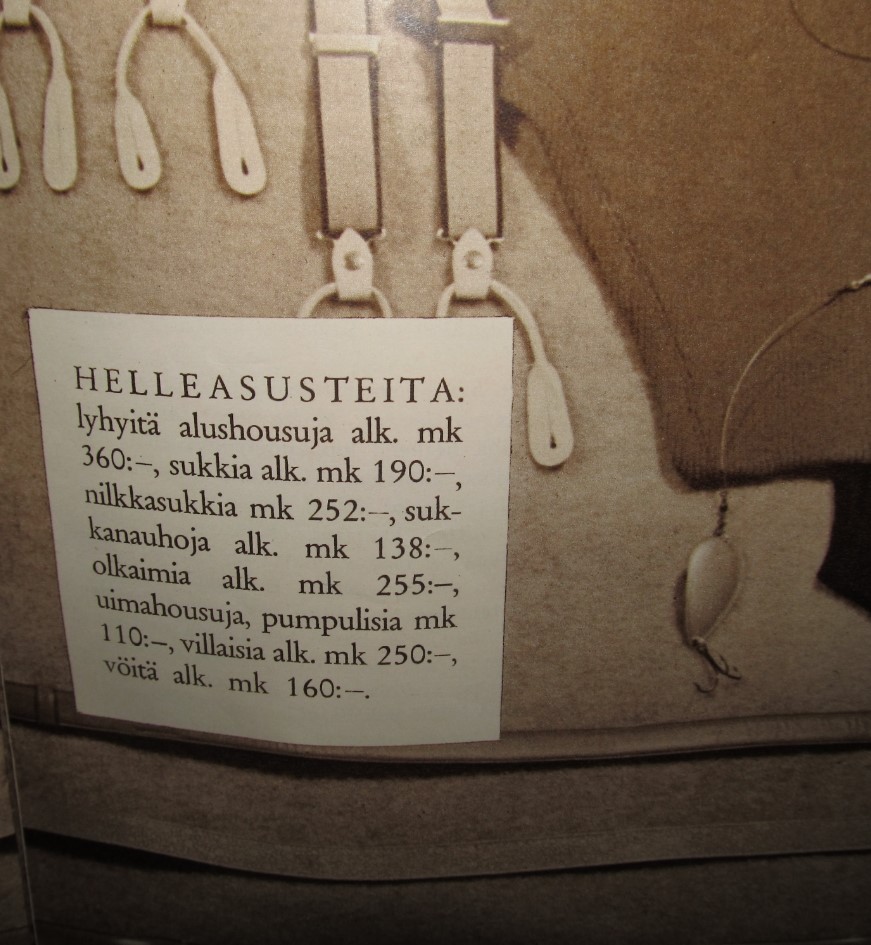 HELLEASUSTEITA:
lyhyitä alushousuja alk. mk
360:–, sukkia alk. mk 190:–,
nilkkasukkia mk 252:–, suk-
kanauhoja alk. mk 138:–,
olkaimia alk. mk 255:–,
uimahousuja, pumpulisia mk
110:–, villaisia alk. mk 250:–,
vöitä alk. mk 160:–.